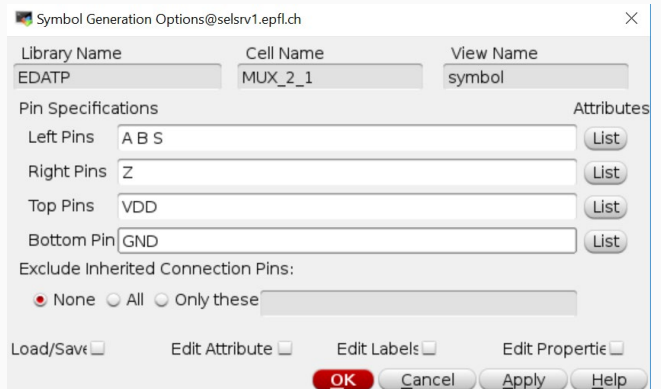 Symbol Generation Options@selsrv1.epfl.ch
Library Name Cell Name View Name
EDATP MUX_2_1 symbol
Pin Specifications Attributes
Left Pins A B S List
Right Pins Z List
Top Pins VDD List
Bottom Pin GND List
Exclude Inherited Connection Pins:
None All Only these
Load/Save Edit Attribute Edit Labels Edit Propertie
OK Cancel Apply Help